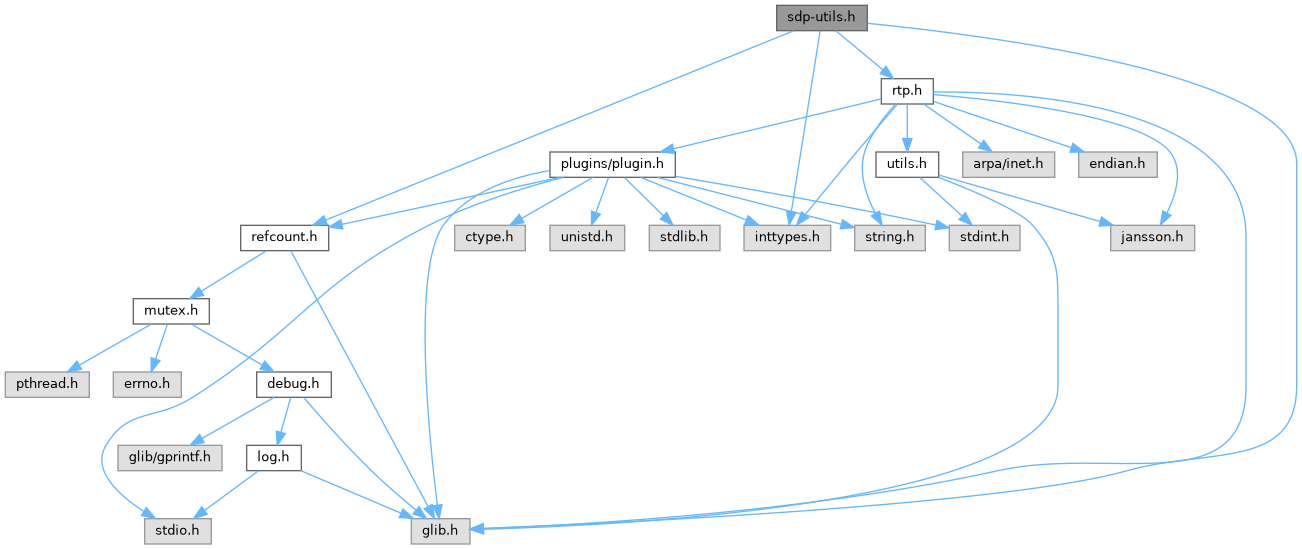 sdp-utils.h
rtp.h
plugins/plugin.h
utils.h
arpa/inet.h
endian.h
refcount.h
ctype.h
unistd.h
stdlib.h
inttypes.h
string.h
stdint.h
jansson.h
mutex.h
pthread.h
errno.h
debug.h
glib/gprintf.h
log.h
stdio.h
glib.h